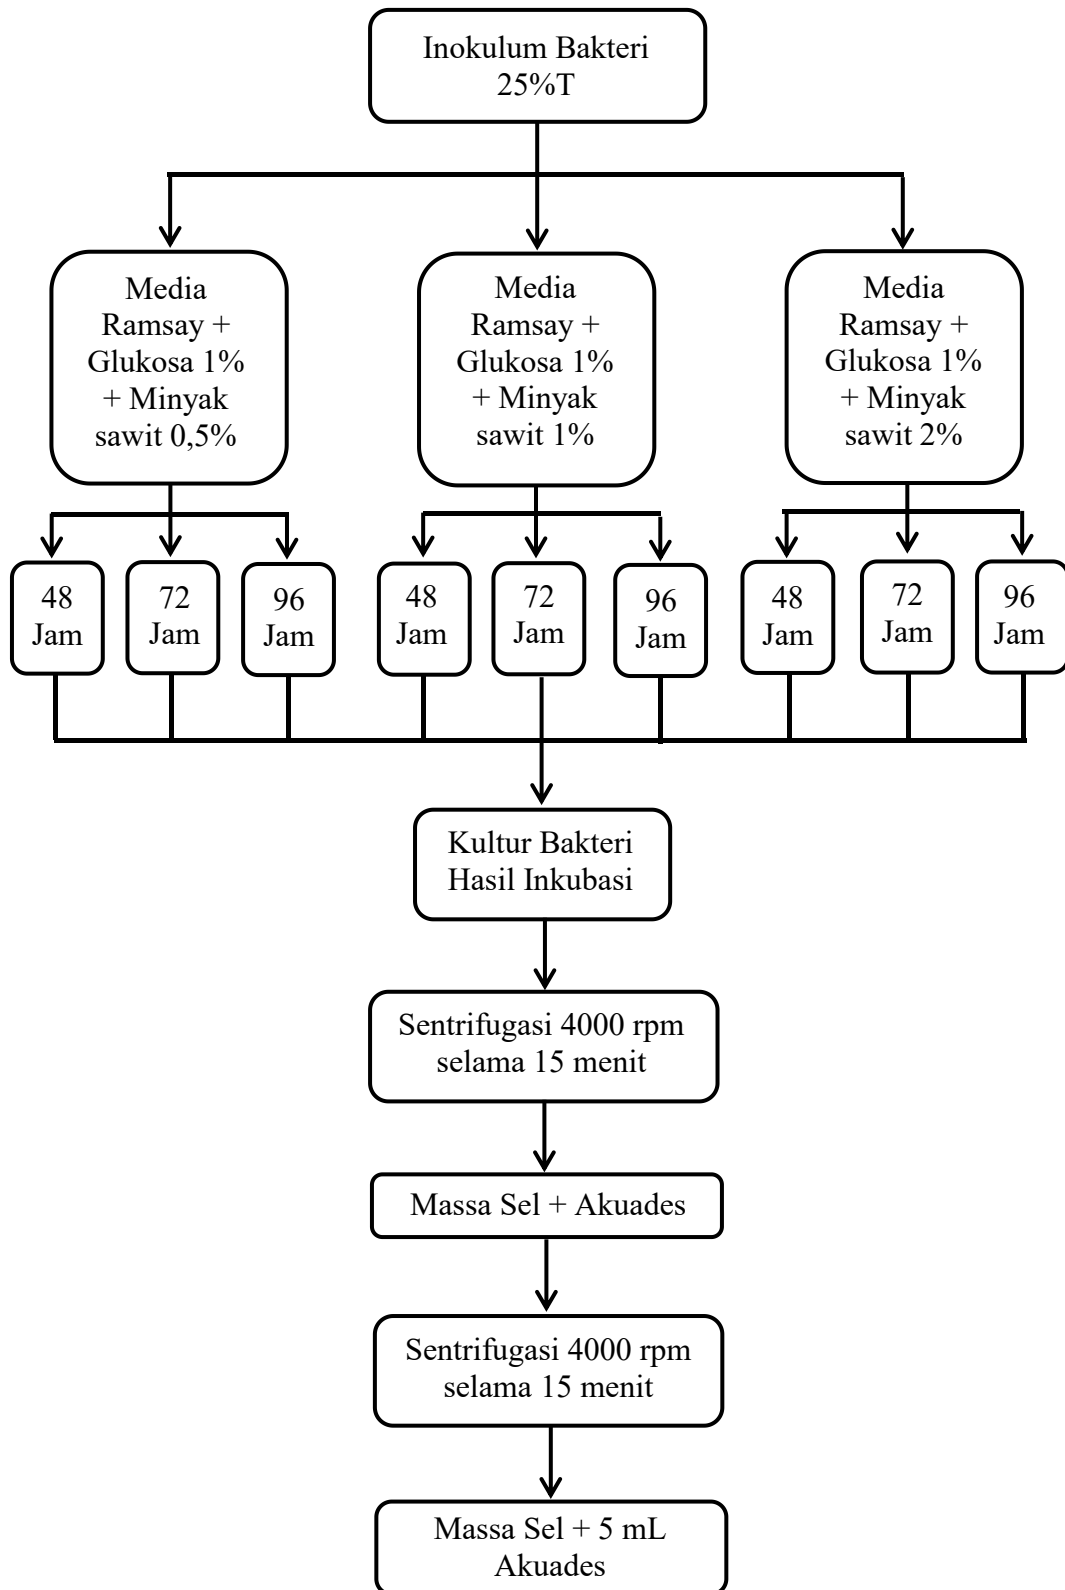 Inokulum Bakteri
25%T
Media
Ramsay +
Glukosa 1%
+ Minyak
sawit 0,5%
Media
Ramsay +
Glukosa 1%
+ Minyak
sawit 1%
Media
Ramsay +
Glukosa 1%
+ Minyak
sawit 2%
48
Jam
72
Jam
96
Jam
48
Jam
72
Jam
96
Jam
48
Jam
72
Jam
96
Jam
Kultur Bakteri
Hasil Inkubasi
Sentrifugasi 4000 rpm
selama 15 menit
Massa Sel + Akuades
Sentrifugasi 4000 rpm
selama 15 menit
Massa Sel + 5 mL
Akuades